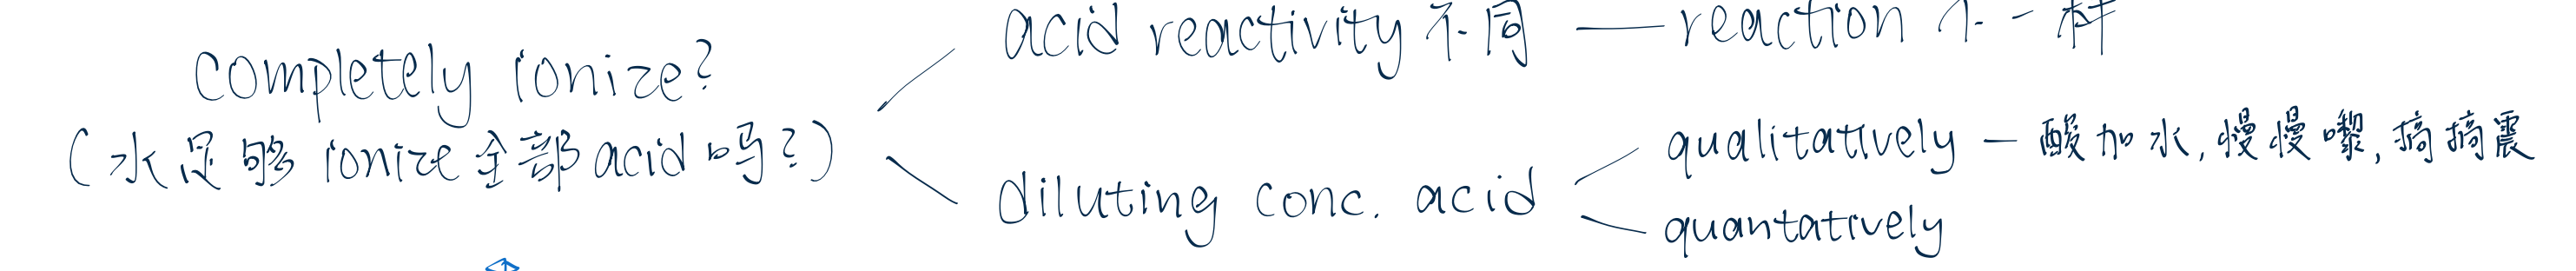 acid reactivity 不同 — reaction 不一样
completely ionize?
(水足够 ionize 全部 acid 吗?)
qualitatively — 酸加水, 慢慢嚟, 搞搞震
diluting conc. acid
quantatively